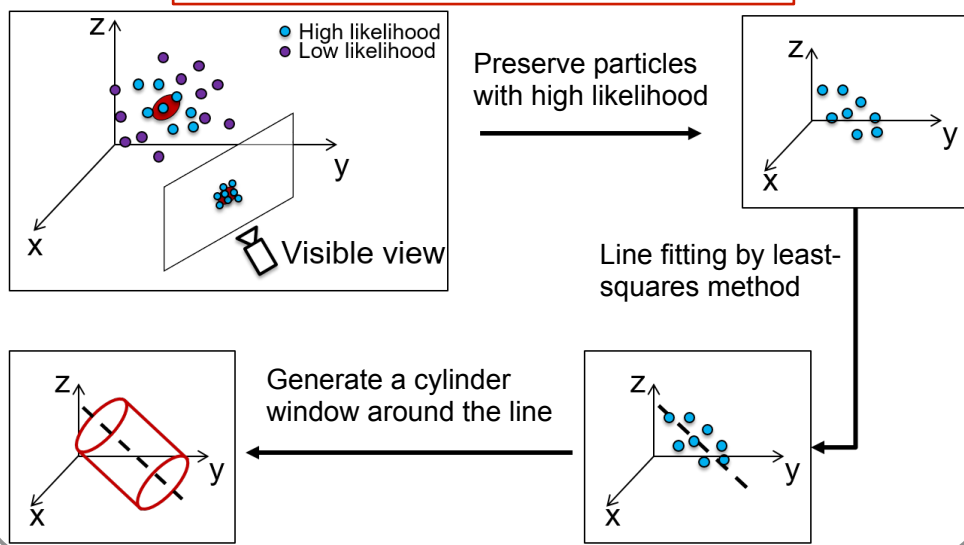 z
High likelihood
Low likelihood
y
x
Visible view
Preserve particles
with high likelihood
z
y
x
Line fitting by least-
squares method
z
y
x
Generate a cylinder
window around the line
z
y
x